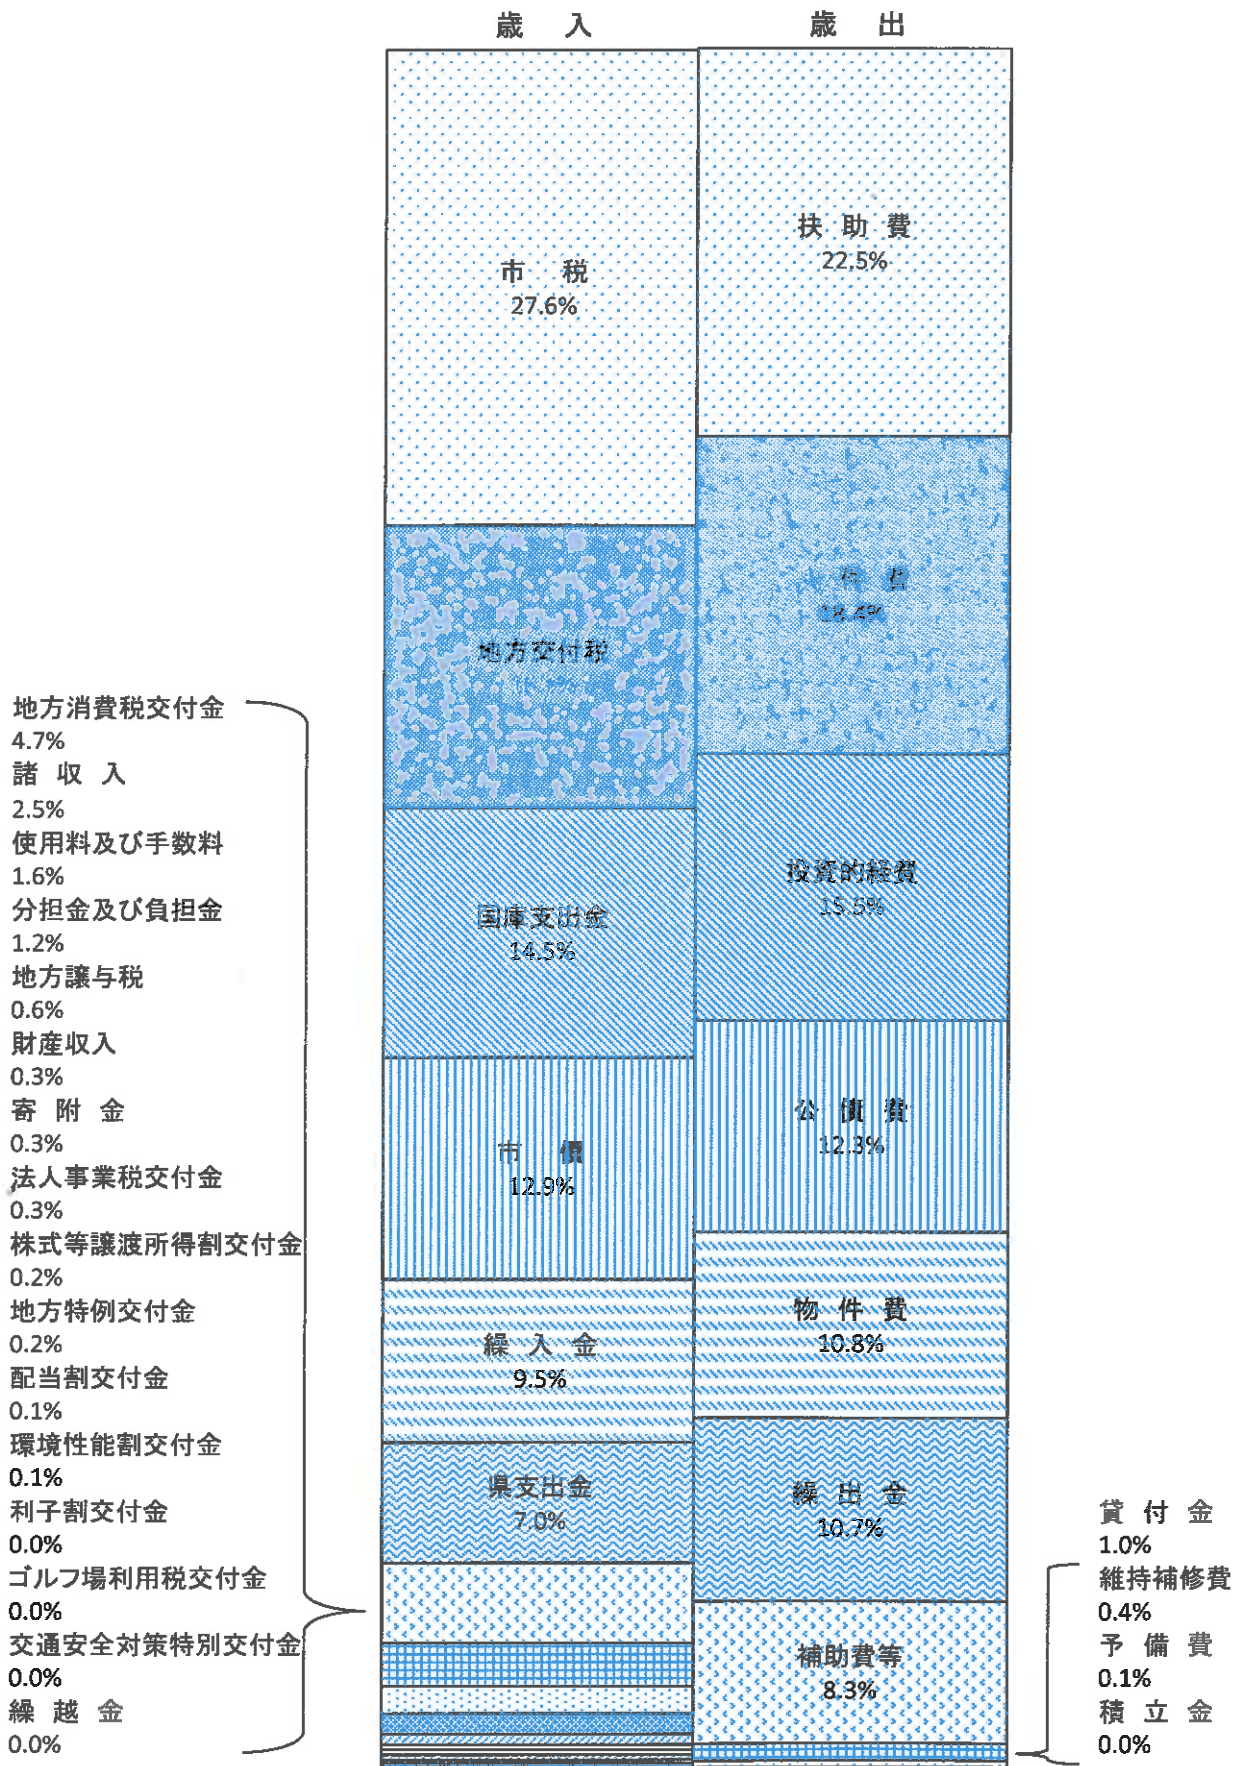 歳 入
歳 出
市 税
27.6%
地方交付税
国庫支出金
14.5%
市 債
12.9%
繰 入 金
9.5%
県支出金
7.0%
地方消費税交付金
4.7%
諸 収 入
2.5%
使用料及び手数料
1.6%
分担金及び負担金
1.2%
地方譲与税
0.6%
財産収入
0.3%
寄 附 金
0.3%
法人事業税交付金
0.3%
株式等譲渡所得割交付金
0.2%
地方特例交付金
0.2%
配当割交付金
0.1%
環境性能割交付金
0.1%
利子割交付金
0.0%
ゴルフ場利用税交付金
0.0%
交通安全対策特別交付金
0.0%
繰 越 金
0.0%
扶 助 費
22.5%
件 費
18.4%
投資的経費
15.5%
公 債 費
12.3%
物 件 費
10.8%
繰 出 金
10.7%
補助費等
8.3%
貸 付 金
1.0%
維持補修費
0.4%
予 備 費
0.1%
積 立 金
0.0%